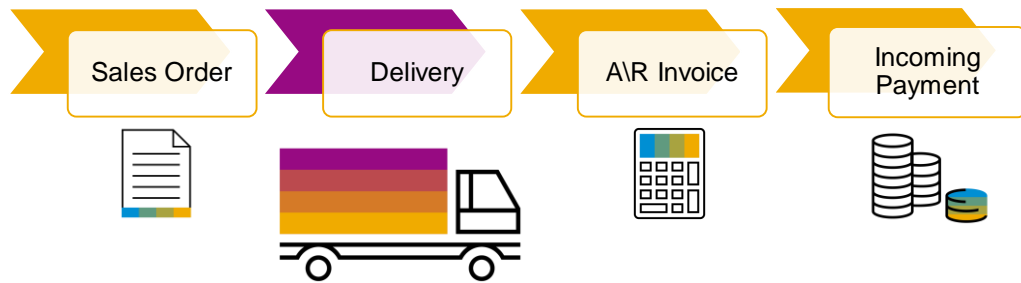 Sales Order
Delivery
A\R Invoice
Incoming
Payment